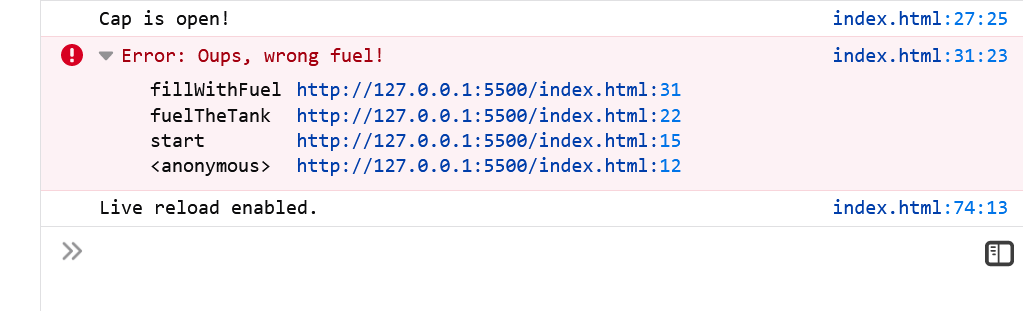 Cap is open! index.html:27:25
Error: Oups, wrong fuel! index.html:31:23
fillWithFuel http://127.0.0.1:5500/index.html:31
fuelTheTank http://127.0.0.1:5500/index.html:22
start http://127.0.0.1:5500/index.html:15
<anonymous> http://127.0.0.1:5500/index.html:12
Live reload enabled. index.html:74:13